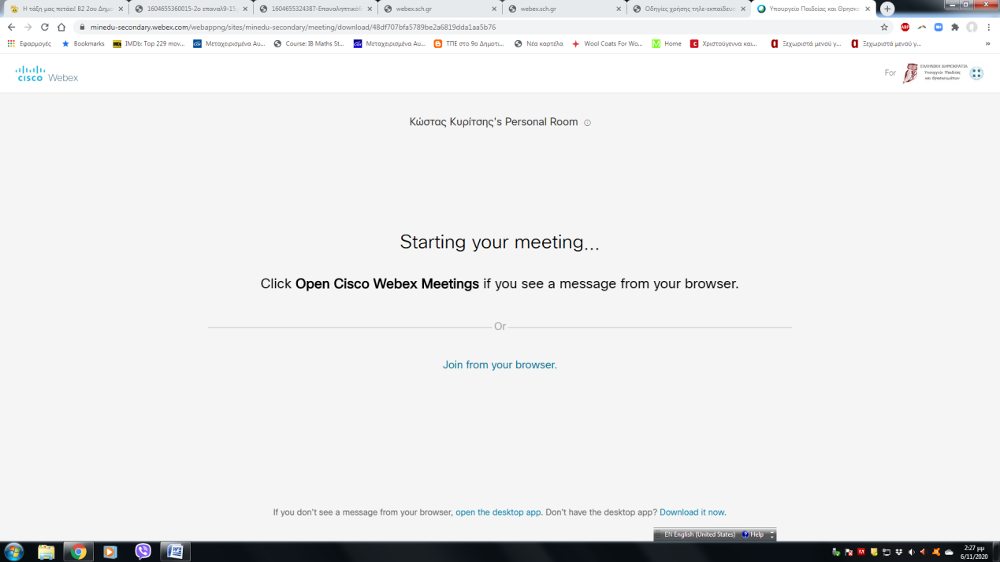 Η τάξη μας πετάει! Β2 2ου Δημο
1604655360015-2ο επαναλ9-15.
1604655324387-Επαναληπτικό6
webex.sch.gr
webex.sch.gr
Οδηγίες χρήσης τηλε-εκπαίδευσ
Υπουργείο Παιδείας και Θρησκε
minedu-secondary.webex.com/webappng/sites/minedu-secondary/meeting/download/48df707bfa5789be2a6819dda1aa5b76
ABP
Εφαρμογές
Bookmarks
IMDb: Top 229 mov...
Μεταχειρισμένα Au...
Course: IB Maths St...
Μεταχειρισμένα Au...
ΤΠΕ στο 9ο Δημοτι...
Νέα καρτέλα
Wool Coats For Wo...
Home
Χριστούγεννα και...
Ξεχωριστά μενού γ...
Ξεχωριστά μενού γ...
»
CISCO Webex
For
ΕΛΛΗΝΙΚΗ ΔΗΜΟΚΡΑΤΙΑ
Υπουργείο Παιδείας
και Θρησκευμάτων
Κώστας Κυρίτσης's Personal Room
Starting your meeting...
Click Open Cisco Webex Meetings if you see a message from your browser.
Or
Join from your browser.
If you don't see a message from your browser, open the desktop app. Don't have the desktop app? Download it now.
EN English (United States) Help
2:27 μμ
6/11/2020